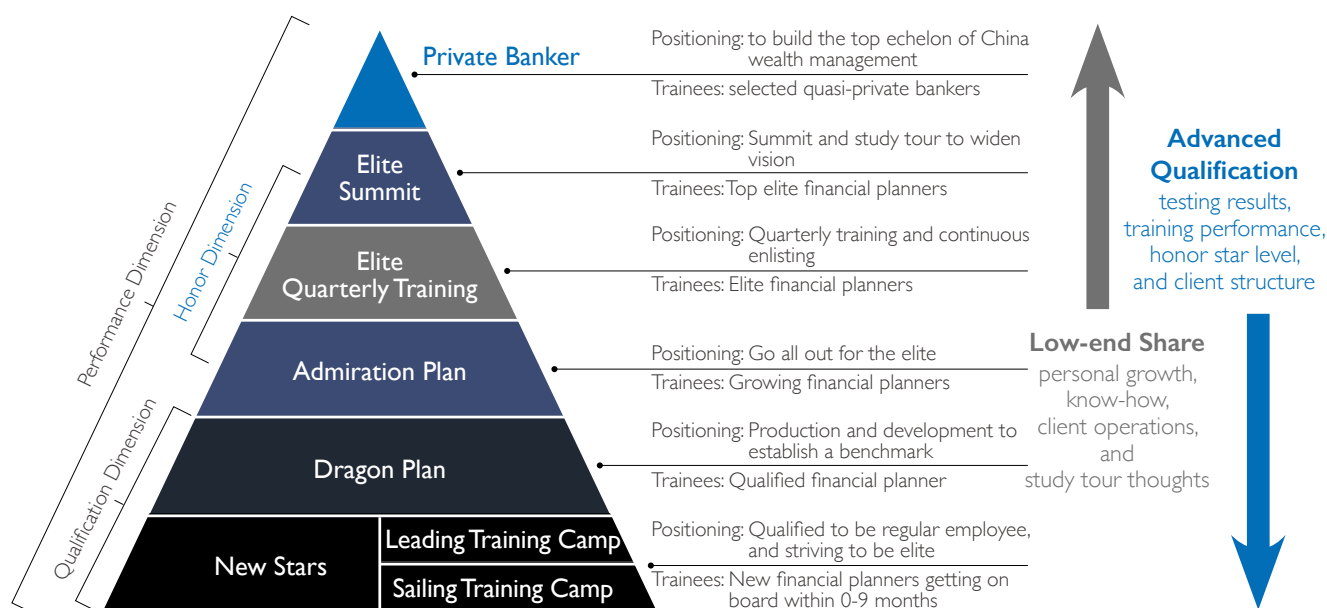 Performance Dimension
Honor Dimension
Qualification Dimension
Private Banker
Positioning: to build the top echelon of China
wealth management
Trainees: selected quasi-private bankers
Elite
Summit
Positioning: Summit and study tour to widen
vision
Trainees: Top elite financial planners
Elite
Quarterly Training
Positioning: Quarterly training and continuous
enlisting
Trainees: Elite financial planners
Admiration Plan
Positioning: Go all out for the elite
Trainees: Growing financial planners
Dragon Plan
Positioning: Production and development to
establish a benchmark
Trainees: Qualified financial planner
New Stars
Leading Training Camp
Sailing Training Camp
Positioning: Qualified to be regular employee,
and striving to be elite
Trainees: New financial planners getting on
board within 0-9 months
Advanced
Qualification
testing results,
training performance,
honor star level,
and client structure
Low-end Share
personal growth,
know-how,
client operations,
and
study tour thoughts